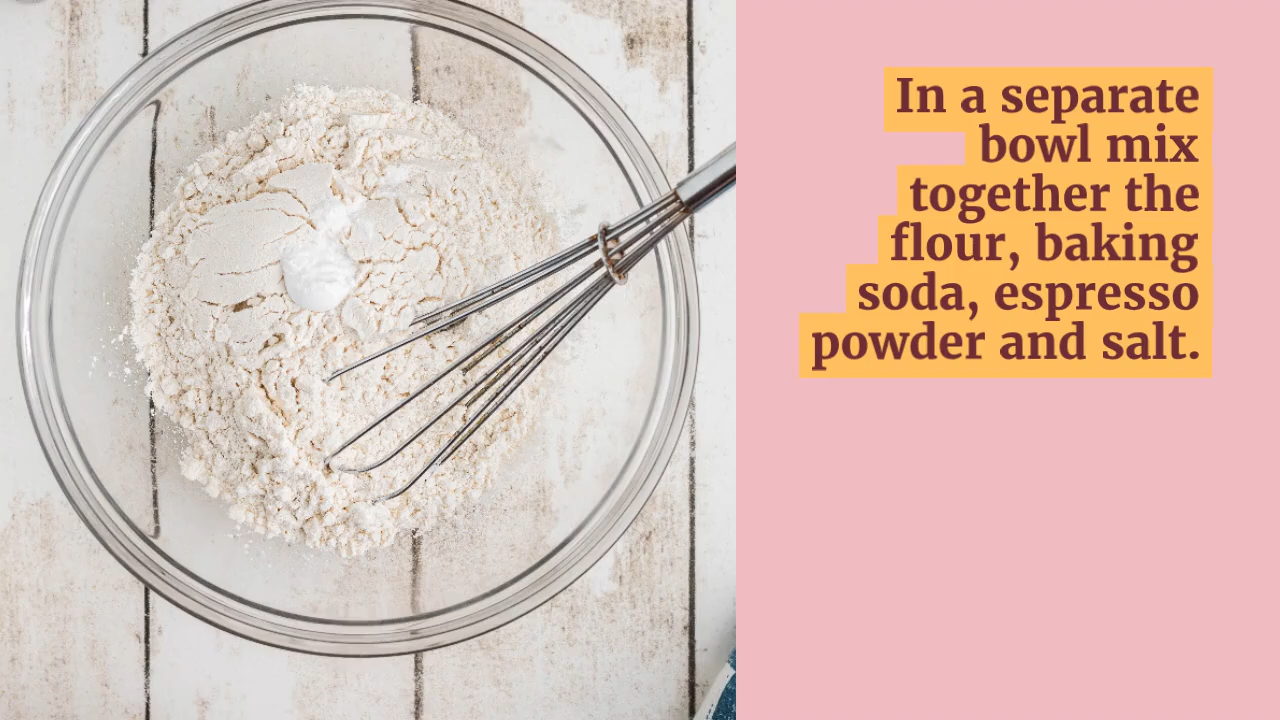 In a separate
bowl mix
together the
flour, baking
soda, espresso
powder and salt.